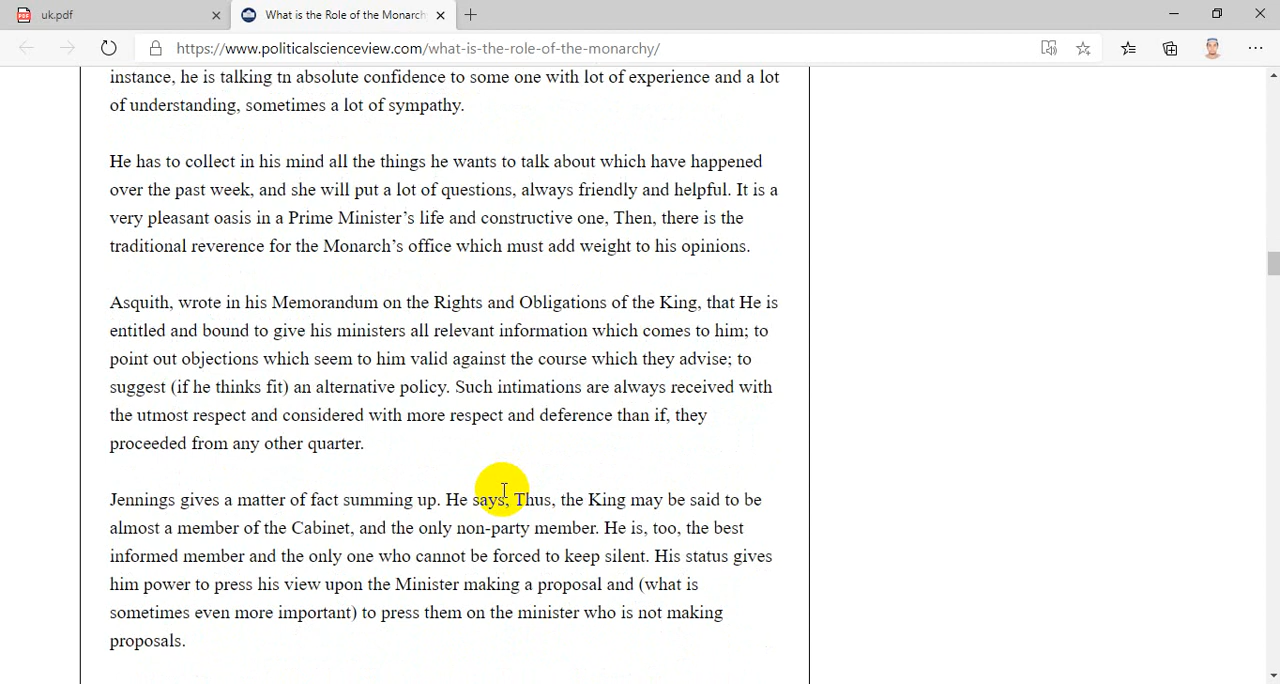 uk.pdf
What is the Role of the Monarch
https://www.politicalscienceview.com/what-is-the-role-of-the-monarchy/
instance, he is talking tn absolute confidence to some one with lot of experience and a lot
of understanding, sometimes a lot of sympathy.
He has to collect in his mind all the things he wants to talk about which have happened
over the past week, and she will put a lot of questions, always friendly and helpful. It is a
very pleasant oasis in a Prime Minister’s life and constructive one, Then, there is the
traditional reverence for the Monarch’s office which must add weight to his opinions.
Asquith, wrote in his Memorandum on the Rights and Obligations of the King, that He is
entitled and bound to give his ministers all relevant information which comes to him; to
point out objections which seem to him valid against the course which they advise; to
suggest (if he thinks fit) an alternative policy. Such intimations are always received with
the utmost respect and considered with more respect and deference than if, they
proceeded from any other quarter.
Jennings gives a matter of fact summing up. He says; Thus, the King may be said to be
almost a member of the Cabinet, and the only non-party member. He is, too, the best
informed member and the only one who cannot be forced to keep silent. His status gives
him power to press his view upon the Minister making a proposal and (what is
sometimes even more important) to press them on the minister who is not making
proposals.